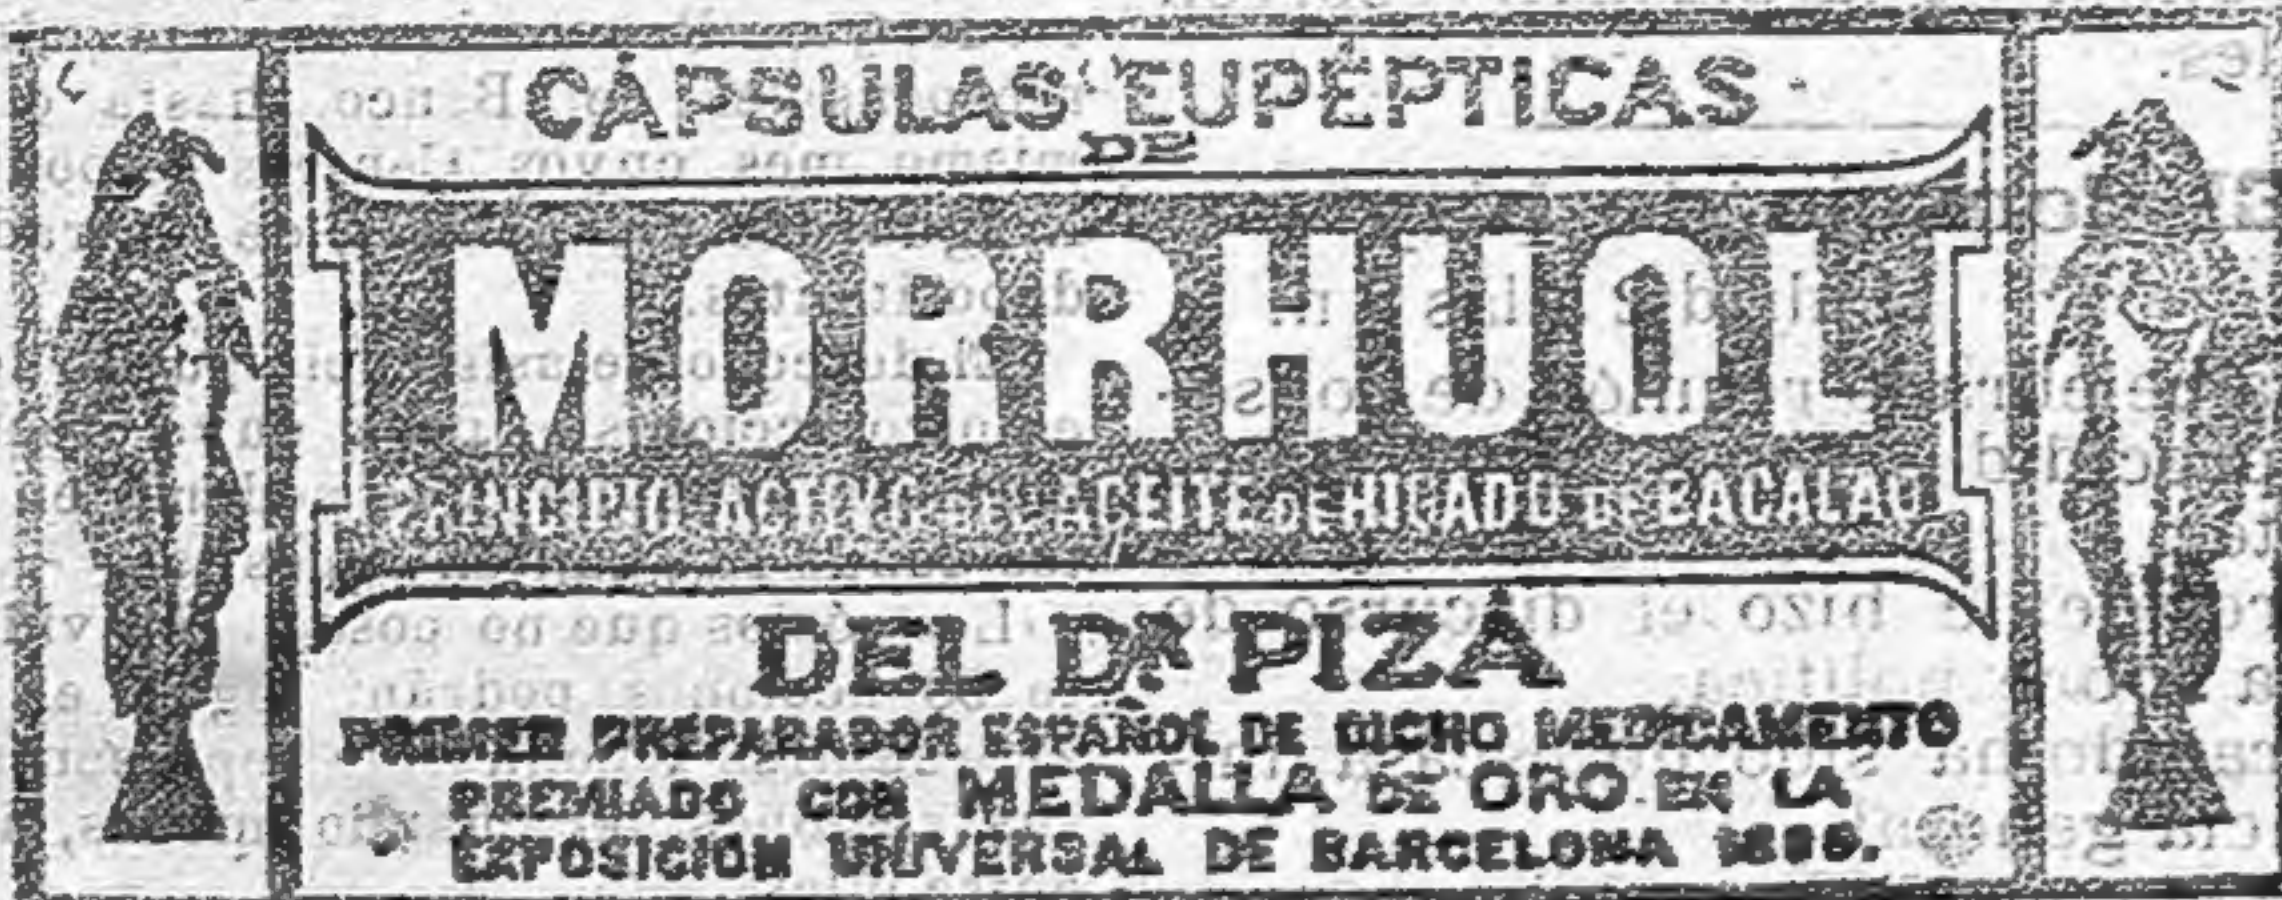 CÁPSULAS EUPÉPTICAS
DE
MORRHUOL
PRINCIPIO ACTIVO DEL ACEITE DE HIGADO DE BACALAO
DEL DR. PIZÁ
PRIMER PREPARADOR ESPAÑOL DE DICHO MEDICAMENTO
PREMIADO CON MEDALLA DE ORO EN LA
EXPOSICIÓN UNIVERSAL DE BARCELONA 1888.